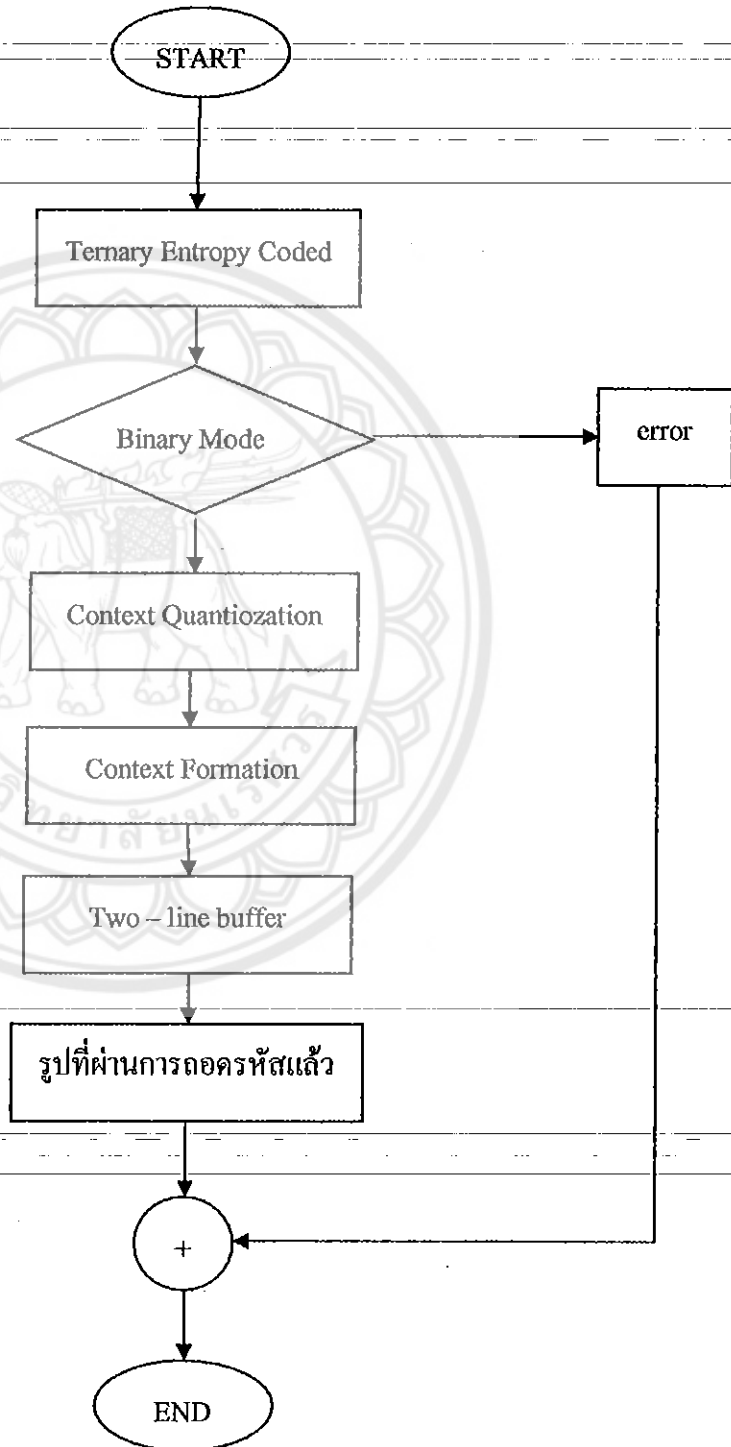 START
Ternary Entropy Coded
Binary Mode
error
Context Quantiozation
Context Formation
Two – line buffer
รูปที่ผ่านการถอดรหัสแล้ว
+
END